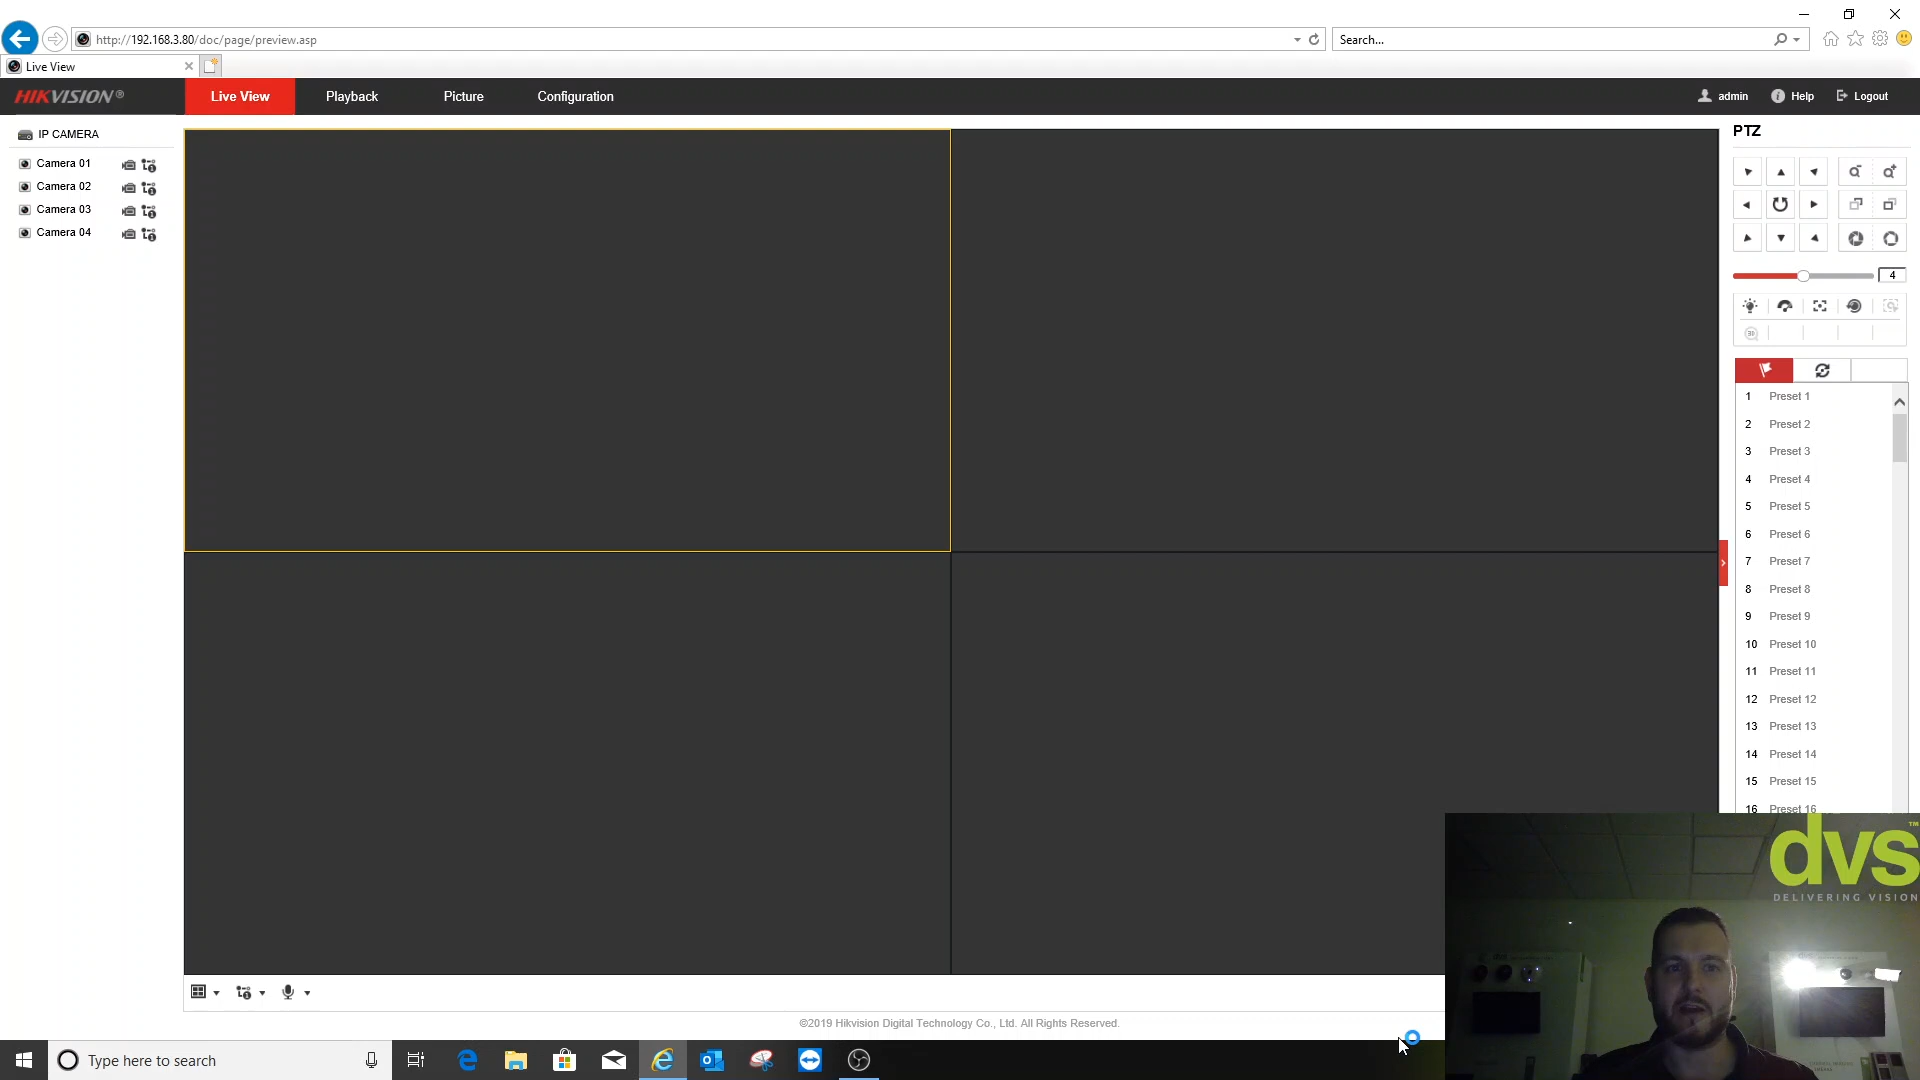 http://192.168.3.80/doc/page/preview.asp
Search...
Live View
HIKVISION®
Live View
Playback
Picture
Configuration
admin
Help
Logout
IP CAMERA
Camera 01
Camera 02
Camera 03
Camera 04
PTZ
4
1 Preset 1
2 Preset 2
3 Preset 3
4 Preset 4
5 Preset 5
6 Preset 6
7 Preset 7
8 Preset 8
9 Preset 9
10 Preset 10
11 Preset 11
12 Preset 12
13 Preset 13
14 Preset 14
15 Preset 15
16 Preset 16
dvs™
DELIVERING VISION
©2019 Hikvision Digital Technology Co., Ltd. All Rights Reserved.
Type here to search